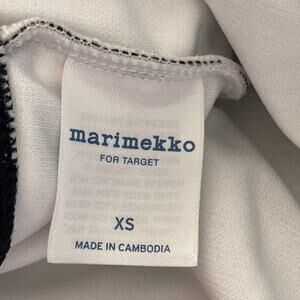 marimekko
FOR TARGET
XS
MADE IN CAMBODIA